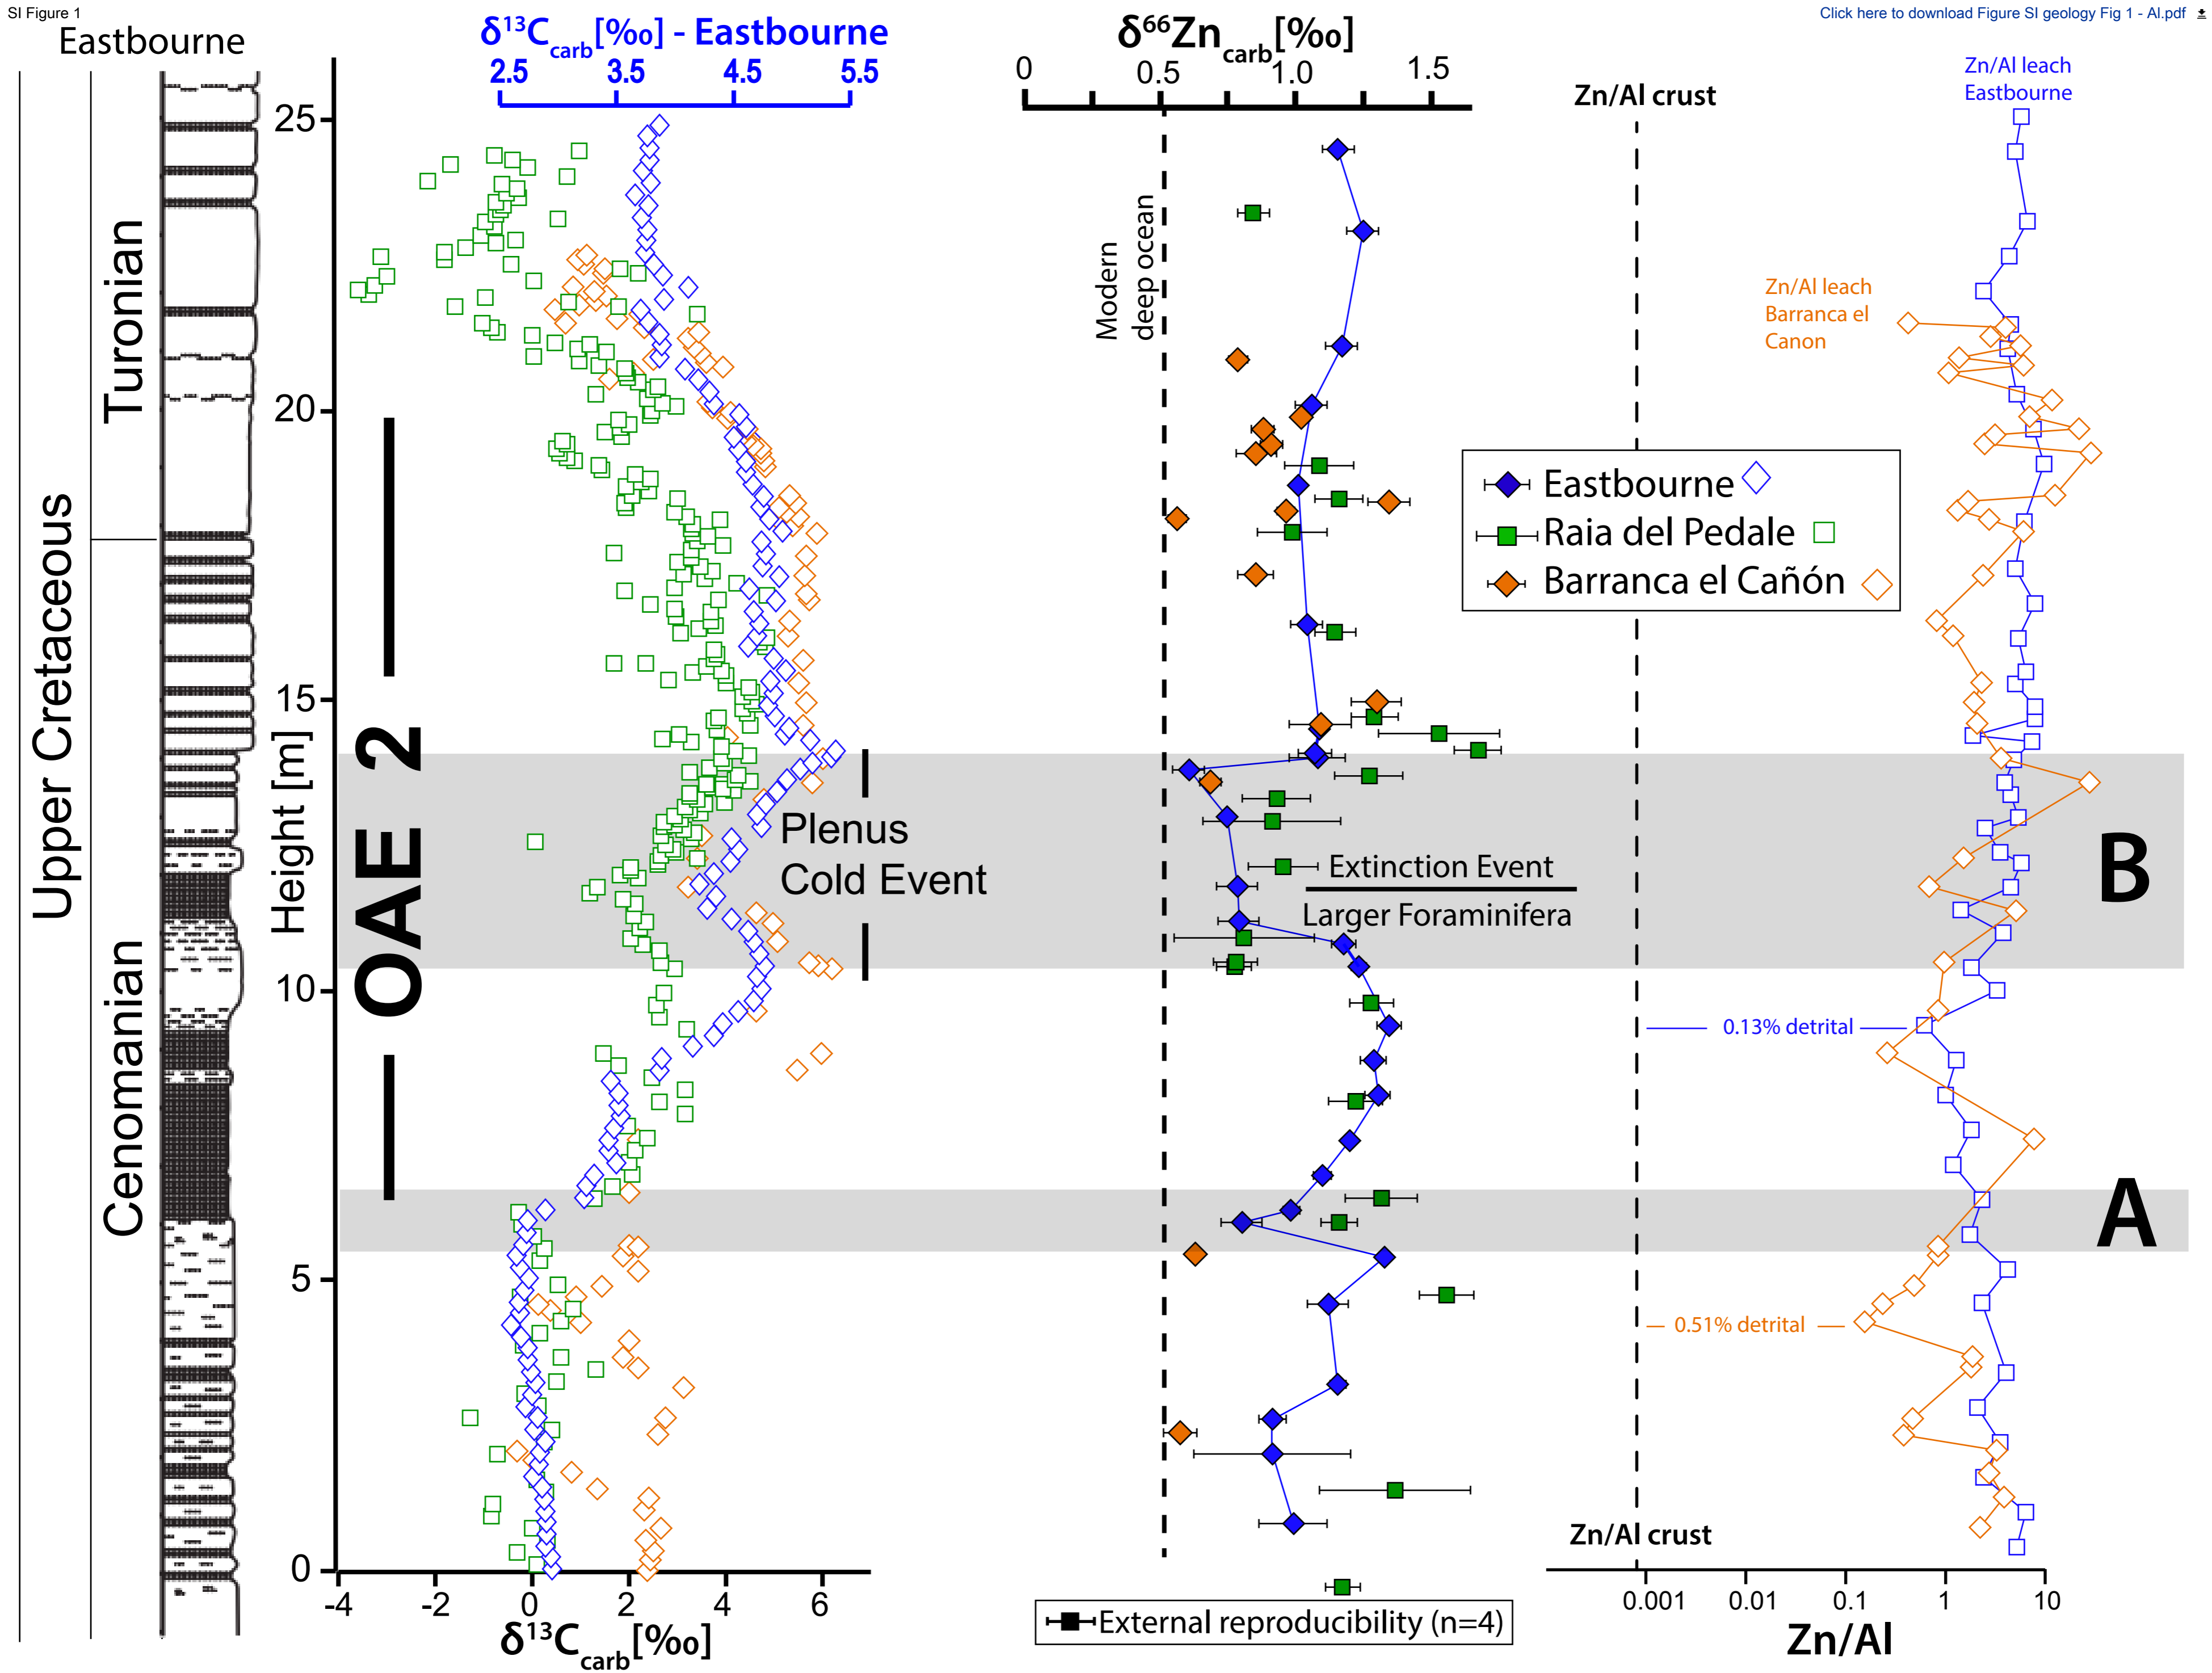 SI Figure 1
Click here to download Figure SI geology Fig 1 - AI.pdf
Eastbourne
δ13Ccarb[‰] - Eastbourne
2.5 3.5 4.5 5.5
δ66Zncarb[‰]
0 0.5 1.0 1.5
Zn/Al crust
Zn/Al leach
Eastbourne
25
20
15
10
5
0
Height [m]
Upper Cretaceous
Turonian
Cenomanian
OAE 2
Modern
deep ocean
Zn/Al leach
Barranca el
Canon
Eastbourne
Raia del Pedale
Barranca el Cañón
Plenus
Cold Event
Extinction Event
Larger Foraminifera
B
0.13% detrital
A
0.51% detrital
Zn/Al crust
-4 -2 0 2 4 6
δ13Ccarb[‰]
External reproducibility (n=4)
0.001 0.01 0.1 1 10
Zn/Al